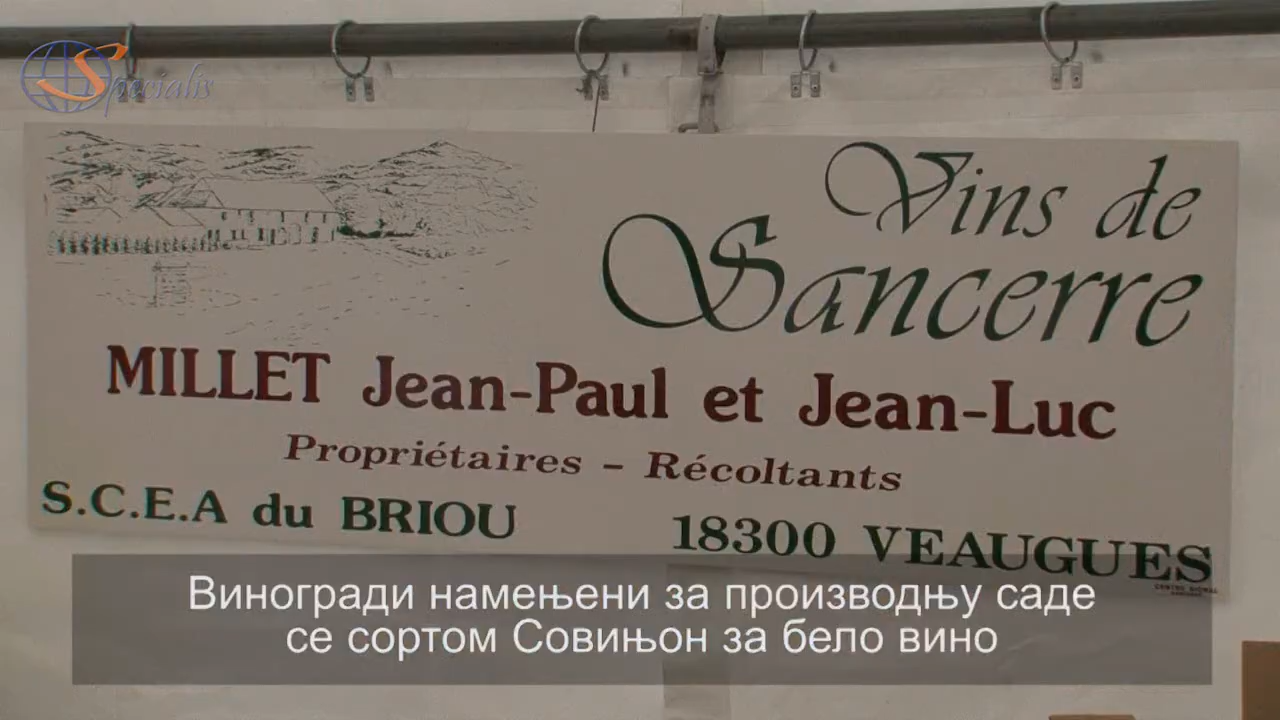 Specialis
Vins de
Sancerre
MILLET Jean-Paul et Jean-Luc
Propriétaires - Récoltants
S.C.E.A du BRIOU
18300 VEAUGUES
Виногради намењени за производњу саде
се сортом Совињон за бело вино